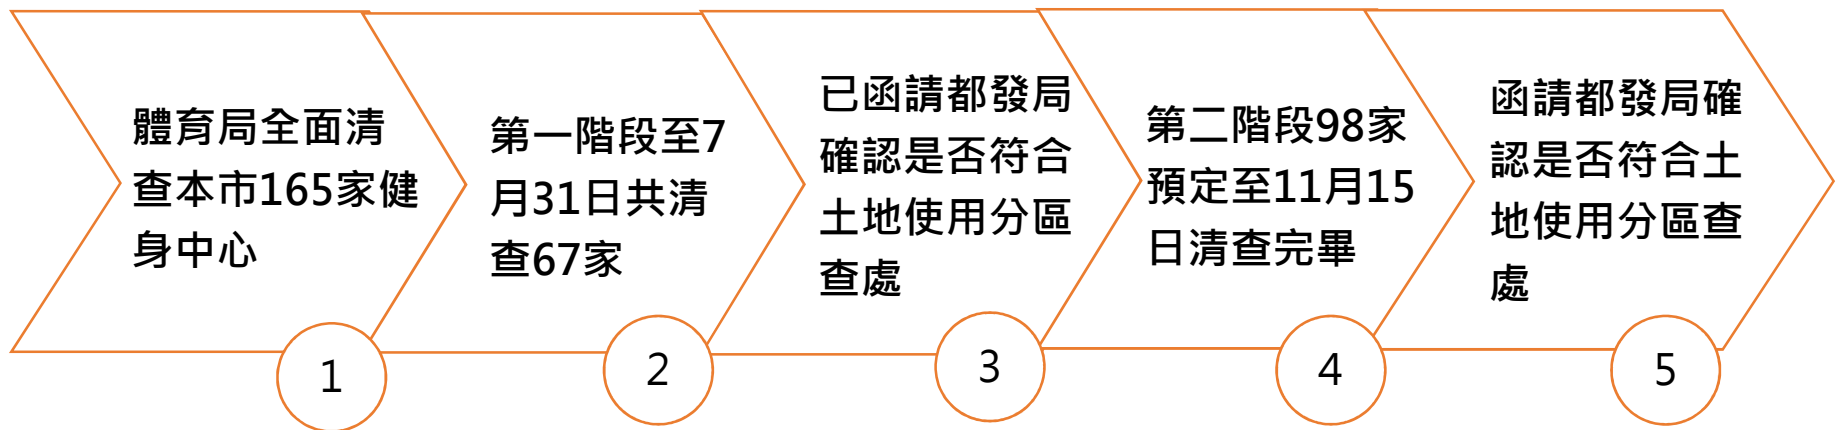 體育局全面清
查本市165家健
身中心
1
第一階段至7
月31日共清
查67家
2
已函請都發局
確認是否符合
土地使用分區
查處
3
第二階段98家
預定至11月15
日清查完畢
4
函請都發局確
認是否符合土
地使用分區查
處
5